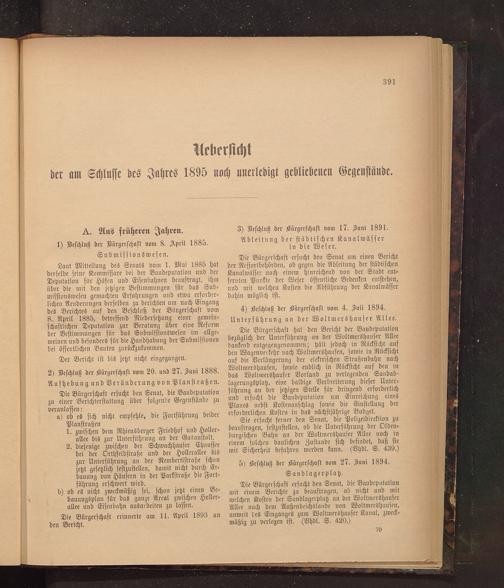 391
Uebersicht
der am Schlusse des Jahres 1895 noch unerledigt gebliebenen Gegenstände.
A. Aus früheren Jahren.
1) Beschluß der Bürgerschaft vom 8. April 1885.
Submissionswesen.
Laut Mittheilung des Senats vom 1. Mai 1885 hat
derselbe seine Kommissare bei der Baudeputation und der
Deputation für Häfen und Eisenbahnen beauftragt, ihm
über die mit den jetzigen Bestimmungen für das Sub-
missionswesen gemachten Erfahrungen und etwa erforder-
lichen Aenderungen derselben zu berichten um nach Eingang
des Berichtes auf den Beschluß der Bürgerschaft vom
8. April 1885, betreffend Niedersetzung einer gemein-
schaftlichen Deputation zur Berathung über eine Reform
der Bestimmungen für das Submissionswesen im allge-
meinen und besonders für die Handhabung der Submissionen
bei öffentlichen Bauten zurückzukommen.
Der Bericht ist bis jetzt nicht eingegangen.
2) Beschluß der Bürgerschaft vom 20. und 27. Juni 1888.
Aufhebung und Veränderung von Planstraßen.
Die Bürgerschaft ersucht den Senat, die Baudeputation
zu einer Berichterstattung über folgende Gegenstände zu
veranlassen:
a) ob es sich nicht empfehle, die Fortführung beider
Planstraßen
1. zwischen dem Rhiensberger Friedhof und Holler-
allee bis zur Unterführung an der Gasanstalt,
2. diejenige zwischen der Schwachhauser Chaussee
bei der Ortfeldstraße und der Hollerallee bis
zur Unterführung an der Neukirchstraße schon
jetzt gesetzlich festzustellen, damit nicht durch Er-
bauung von Häusern in der Parkstraße die Fort-
führung erschwert wird.
b) ob es nicht zweckmäßig sei, schon jetzt einen Be-
bauungsplan für das ganze Areal zwischen Holler-
allee und Eisenbahn ausarbeiten zu lassen.
Die Bürgerschaft erinnerte am 11. April 1893 an
den Bericht.
3) Beschluß der Bürgerschaft vom 17. Juni 1891.
Ableitung der städtischen Kanalwässer
in die Weser.
Die Bürgerschaft ersucht den Senat um einen Bericht
der Ressortbehörden, ob gegen die Ableitung der städtischen
Kanalwässer nach einem hinreichend von der Stadt ent-
fernten Punkte der Weser öffentliche Bedenken entstehen,
und mit welchen Kosten die Abführung der Kanalwässer
dahin möglich ist.
4) Beschluß der Bürgerschaft vom 4. Juli 1894.
Unterführung an der Woltmershauser Allee.
Die Bürgerschaft hat den Bericht der Baudeputation
bezüglich der Unterführung an der Woltmershauser Allee
dankend entgegengenommen, hält jedoch in Rücksicht auf
den Wagenverkehr nach Woltmershausen, sowie in Rücksicht
auf die Verlängerung der elektrischen Straßenbahn nach
Woltmershausen, sowie endlich in Rücksicht auf den in
das Woltmershauser Vorland zu verlegenden Sandab-
lagerungsplatz, eine baldige Verbreiterung dieser Unter-
führung an der jetzigen Stelle für dringend erforderlich
und ersucht die Baudeputation um Einreichung eines
Planes nebst Kostenanschlag sowie die Einstellung der
erforderlichen Kosten in das nächstjährige Budget.
Sie ersucht ferner den Senat, die Polizeidirektion zu
beauftragen, festzustellen, ob die Unterführung der Olden-
burgischen Bahn an der Woltmershauser Allee noch in
einem solchen baulichen Zustande sich befindet, daß sie
mit Sicherheit befahren werden kann. (Vhdl. S. 439.)
5) Beschluß der Bürgerschaft vom 27. Juni 1894.
Sandlagerplatz.
Die Bürgerschaft ersucht den Senat, die Baudeputation
mit einem Berichte zu beauftragen, ob nicht und mit
welchen Kosten der Sandlagerplatz an der Woltmershauser
Allee nach dem Außendeichslande von Woltmershausen,
unweit des Einganges zum Woltmershauser Kanal, zweck-
mäßig zu verlegen ist. (Vhdl. S. 420.)
70